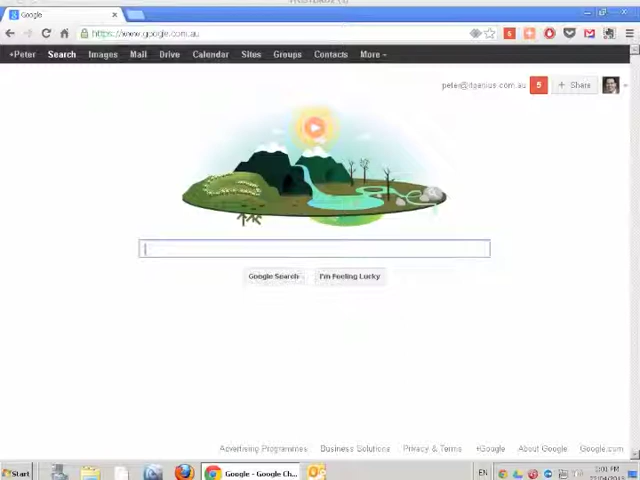 Google
https://www.google.com.au
+Peter Search Images Mail Drive Calendar Sites Groups Contacts More
peter@itgenius.com.au 5 + Share
Google Search I'm Feeling Lucky
Advertising Programmes Business Solutions Privacy & Terms +Google About Google Google.com
Start Google - Google Ch... EN